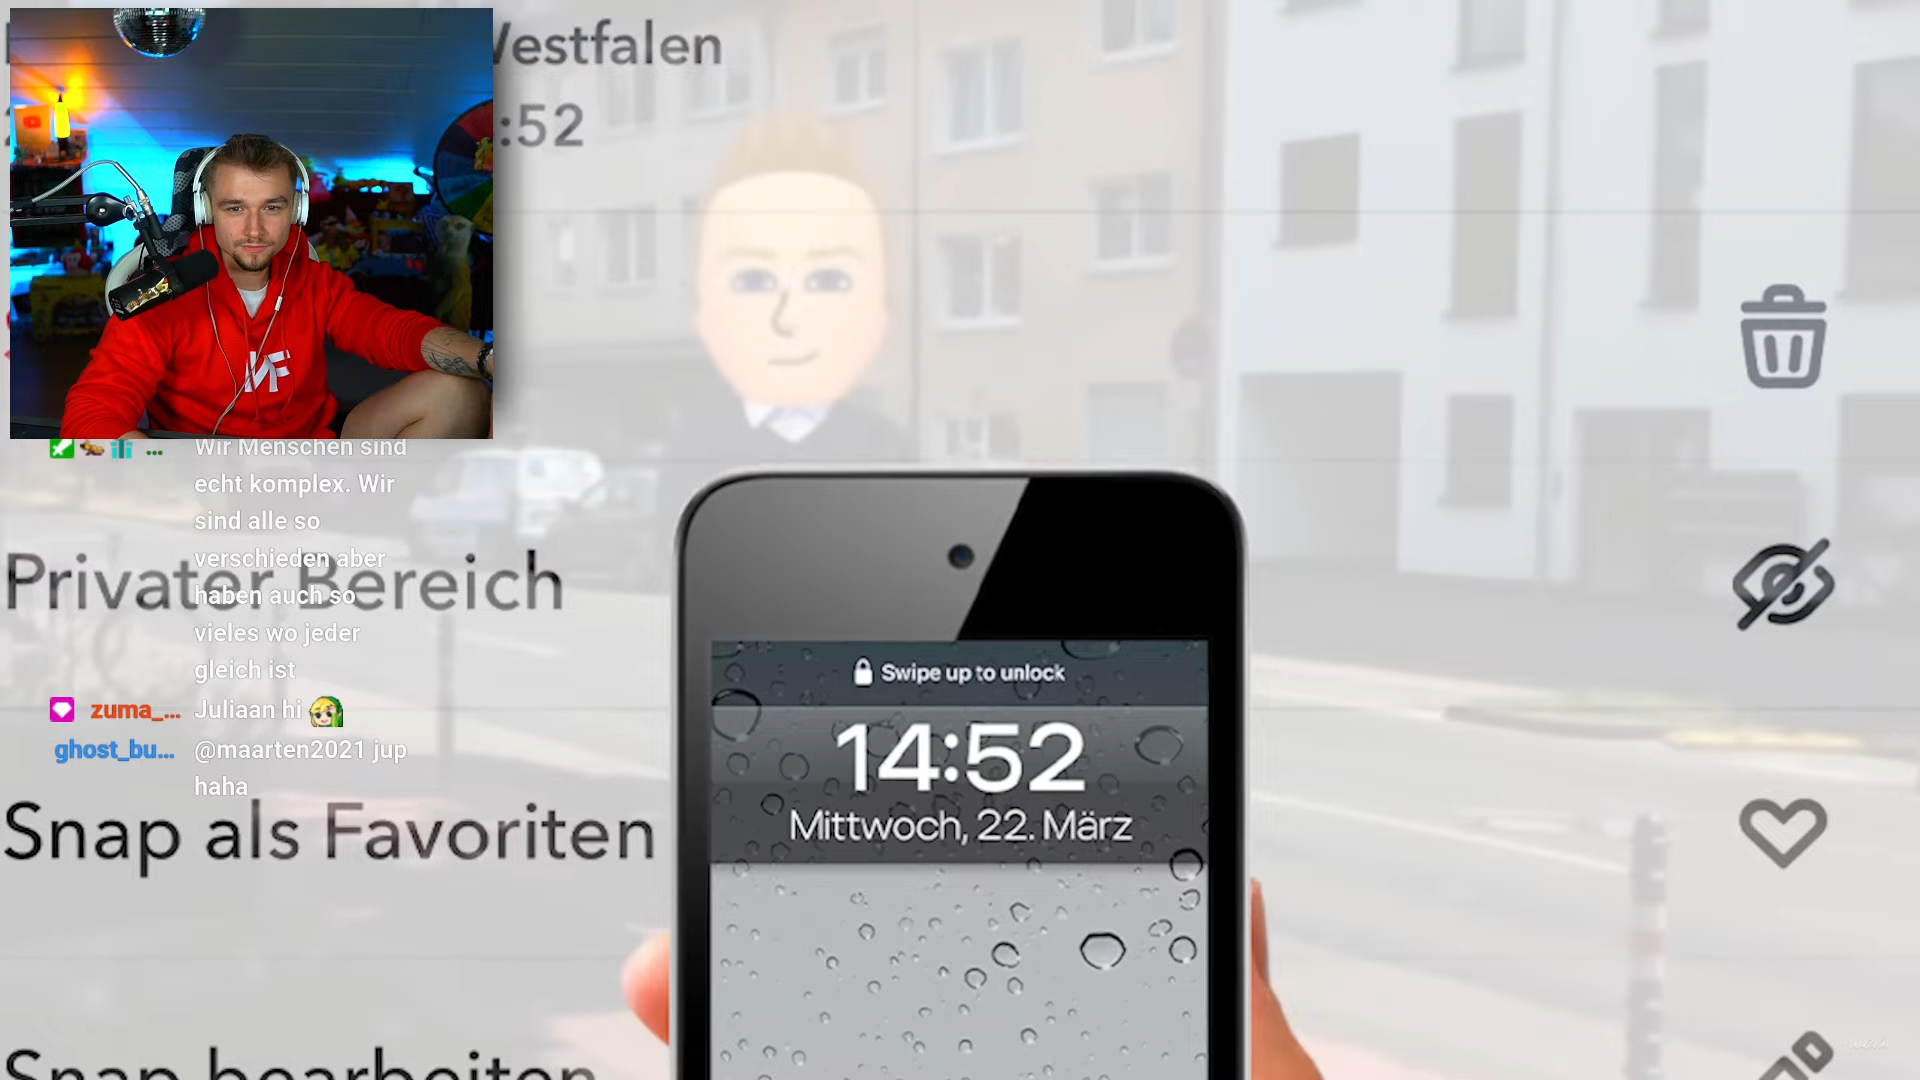 Westfalen
:52
MF
Wir Menschen sind
echt komplex. Wir
sind alle so
verschieden aber
haben auch so
vieles wo jeder
gleich ist
Privater Bereich
zuma_... Juliaan hi
ghost_bu... @maarten2021 jup
haha
Snap als Favoriten
Snap bearbeiten
Swipe up to unlock
14:52
Mittwoch, 22. März